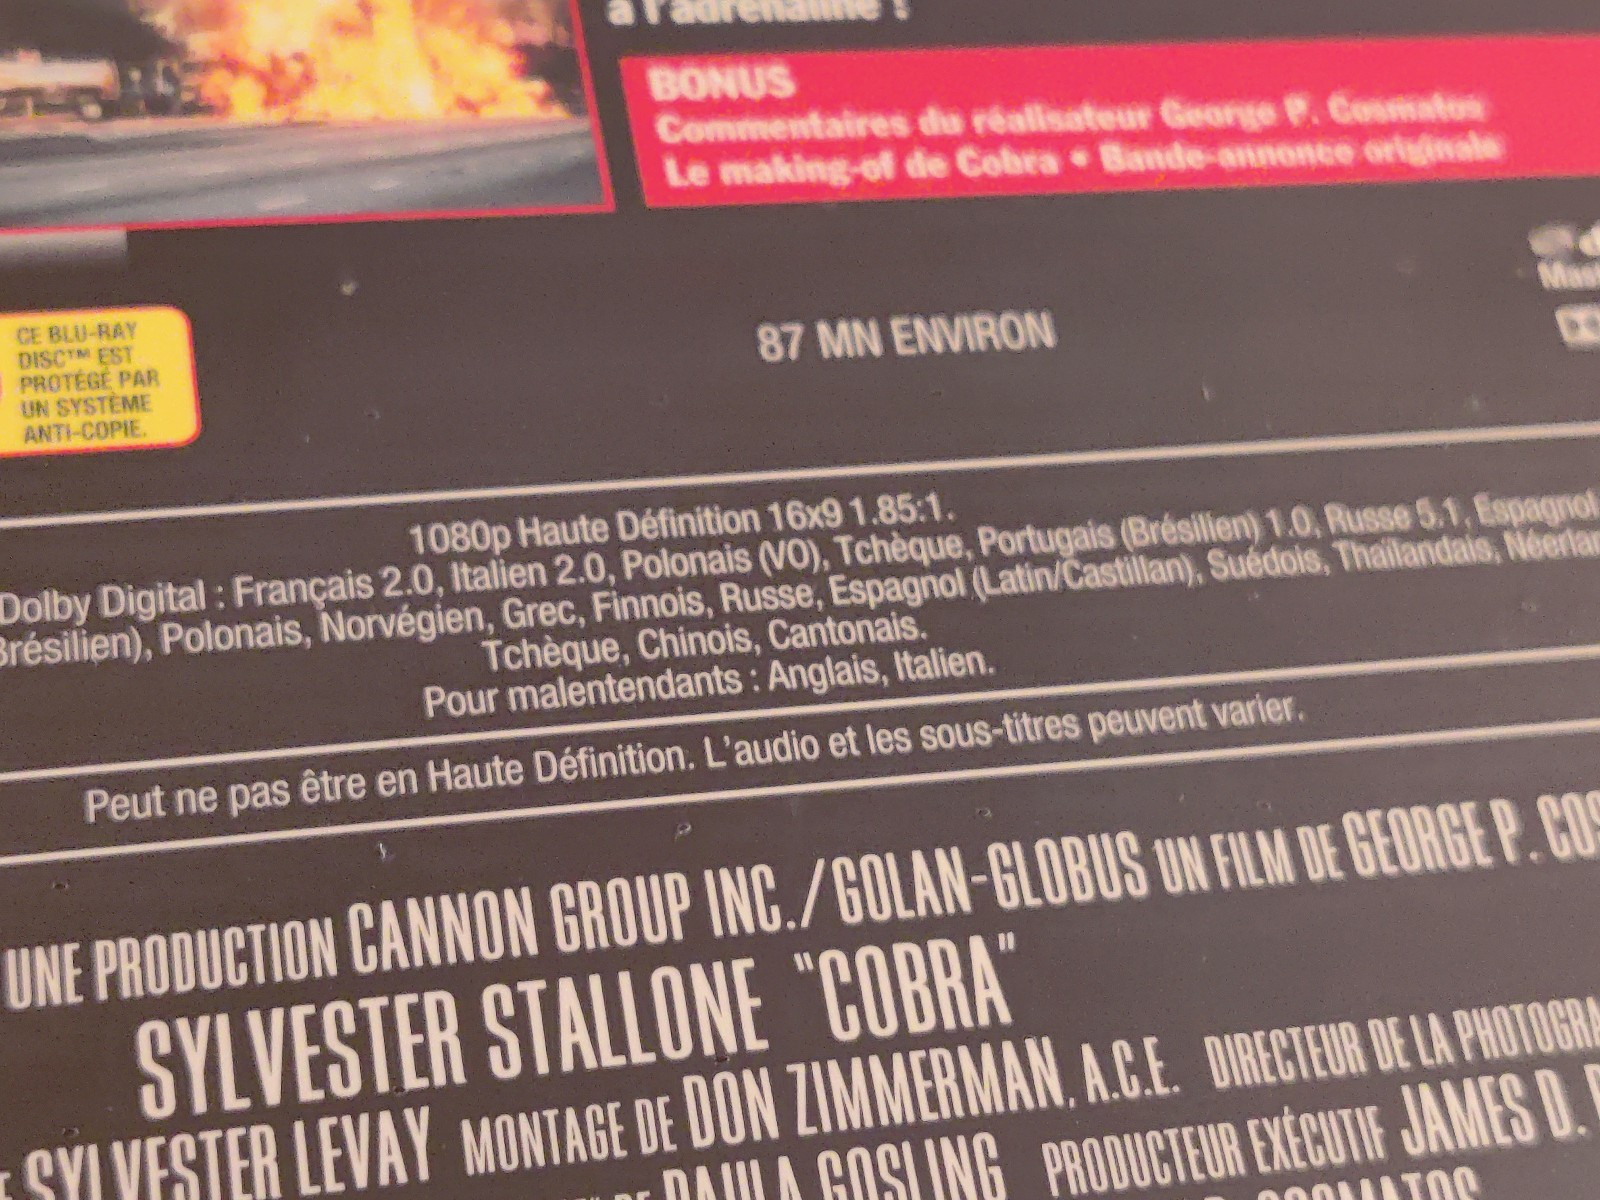 à l'adrénaline !
BONUS
Commentaires du réalisateur George P. Cosmatos
Le making-of de Cobra • Bande-annonce originale
CE BLU-RAY
DISC™ EST
PROTÉGÉ PAR
UN SYSTÈME
ANTI-COPIE.
87 MN ENVIRON
1080p Haute Définition 16x9 1.85:1.
Dolby Digital : Français 2.0, Italien 2.0, Polonais (VO), Tchèque, Portugais (Brésilien) 1.0, Russe 5.1, Espagnol
Brésilien), Polonais, Norvégien, Grec, Finnois, Russe, Espagnol (Latin/Castillan), Suédois, Thaïlandais, Néerlan
Tchèque, Chinois, Cantonais.
Pour malentendants : Anglais, Italien.
Peut ne pas être en Haute Définition. L'audio et les sous-titres peuvent varier.
UNE PRODUCTION CANNON GROUP INC./GOLAN-GLOBUS UN FILM DE GEORGE P. COS
SYLVESTER STALLONE "COBRA"
SYLVESTER LEVAY MONTAGE DE DON ZIMMERMAN, A.C.E. DIRECTEUR DE LA PHOTOGRA
DE PAULA GOSLING PRODUCTEUR EXÉCUTIF JAMES D.